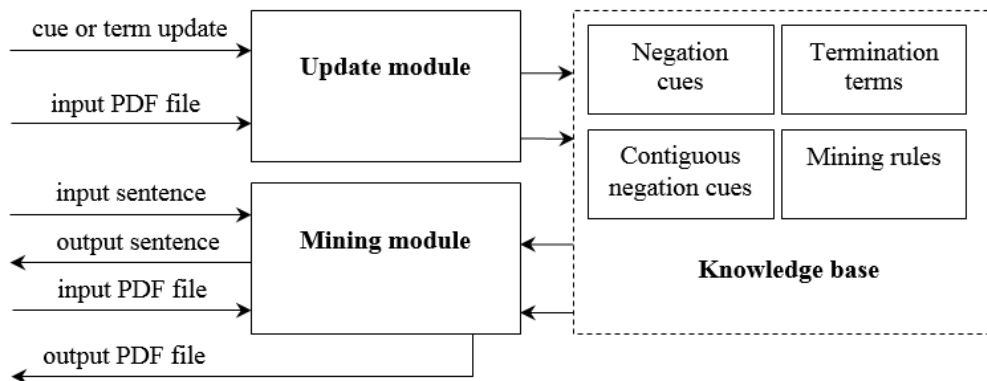 cue or term update
input PDF file
Update module
Negation
cues
Termination
terms
Contiguous
negation cues
Mining rules
Knowledge base
input sentence
output sentence
input PDF file
output PDF file
Mining module